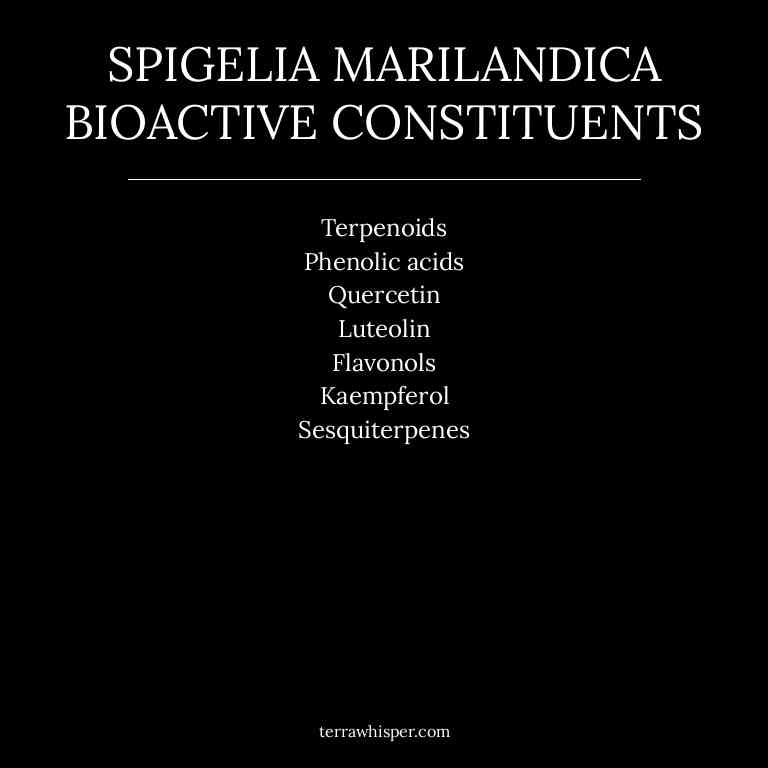 SPIGELIA MARILANDICA
BIOACTIVE CONSTITUENTS
Terpenoids
Phenolic acids
Quercetin
Luteolin
Flavonols
Kaempferol
Sesquiterpenes
terrawhisper.com